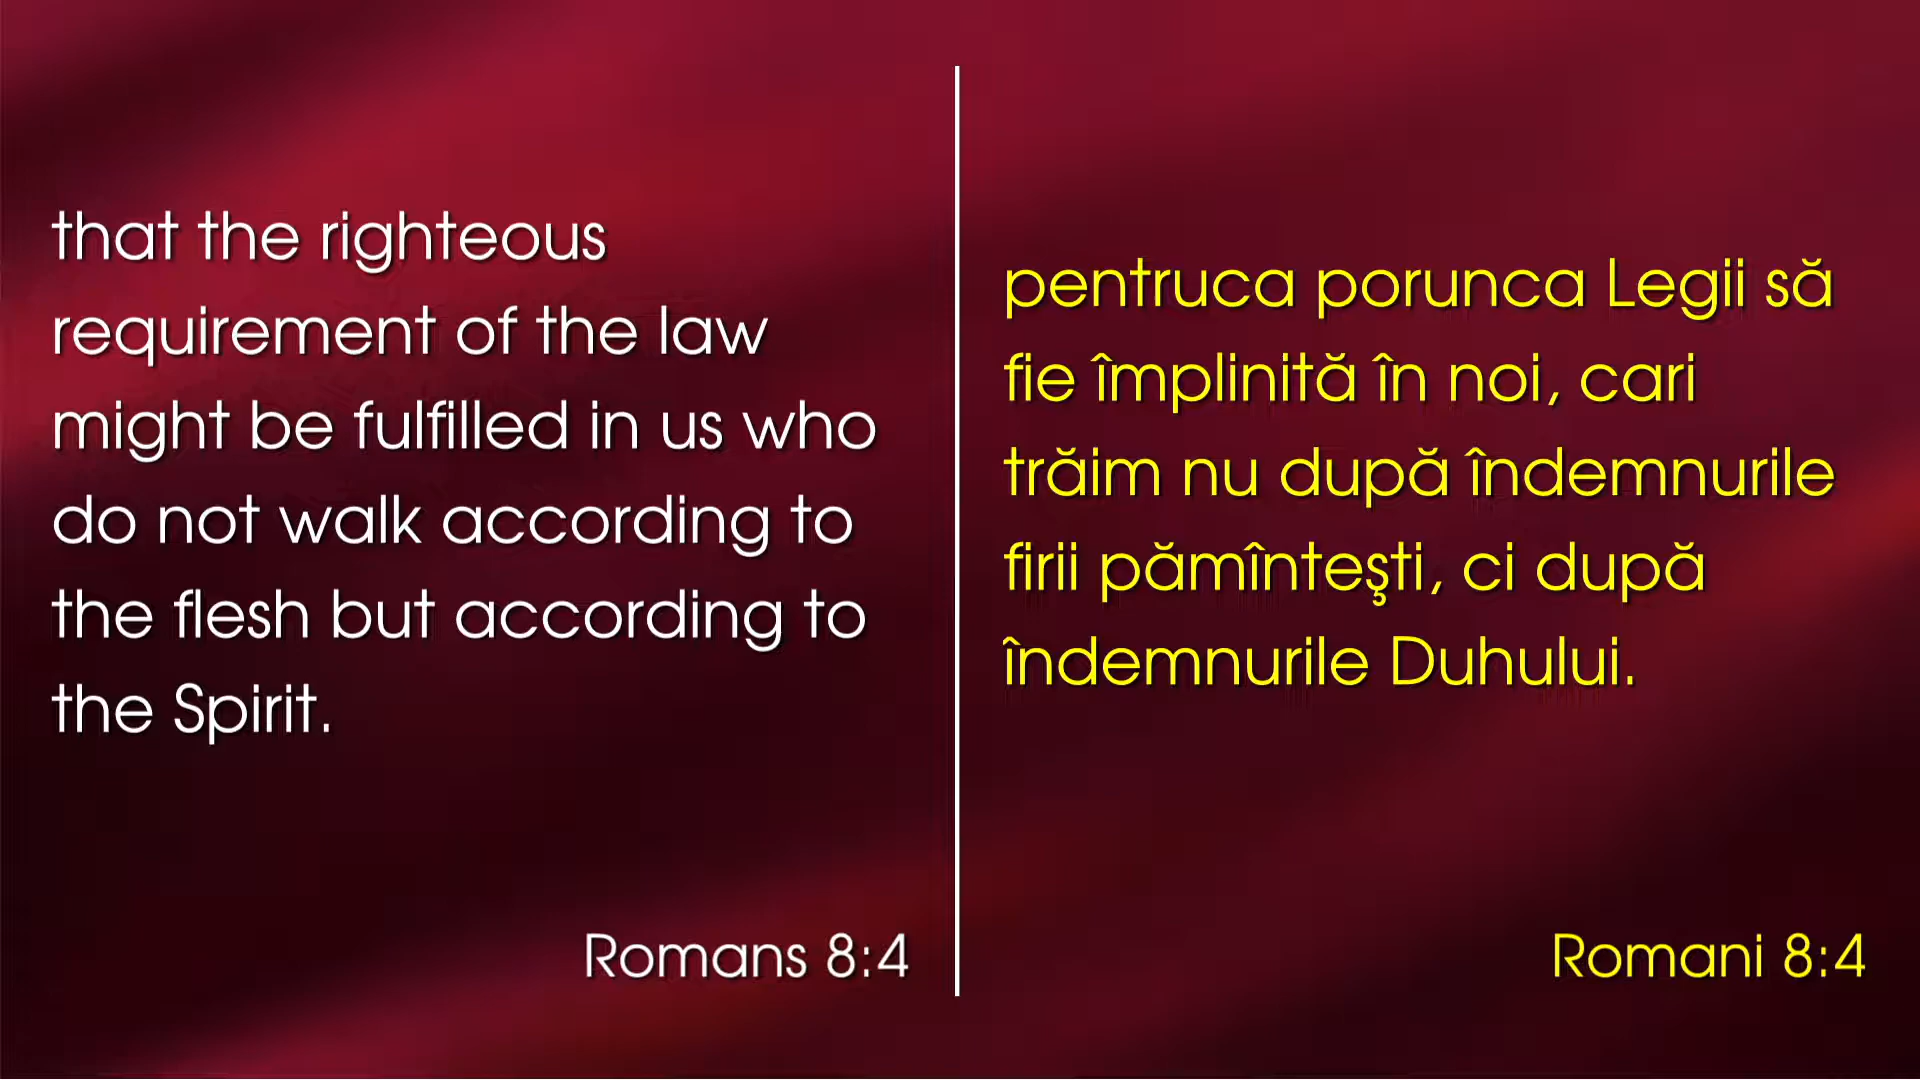 that the righteous
requirement of the law
might be fulfilled in us who
do not walk according to
the flesh but according to
the Spirit.
Romans 8:4
pentruca porunca Legii să
fie împlinită în noi, cari
trăim nu după îndemnurile
firii pămînteşti, ci după
îndemnurile Duhului.
Romani 8:4